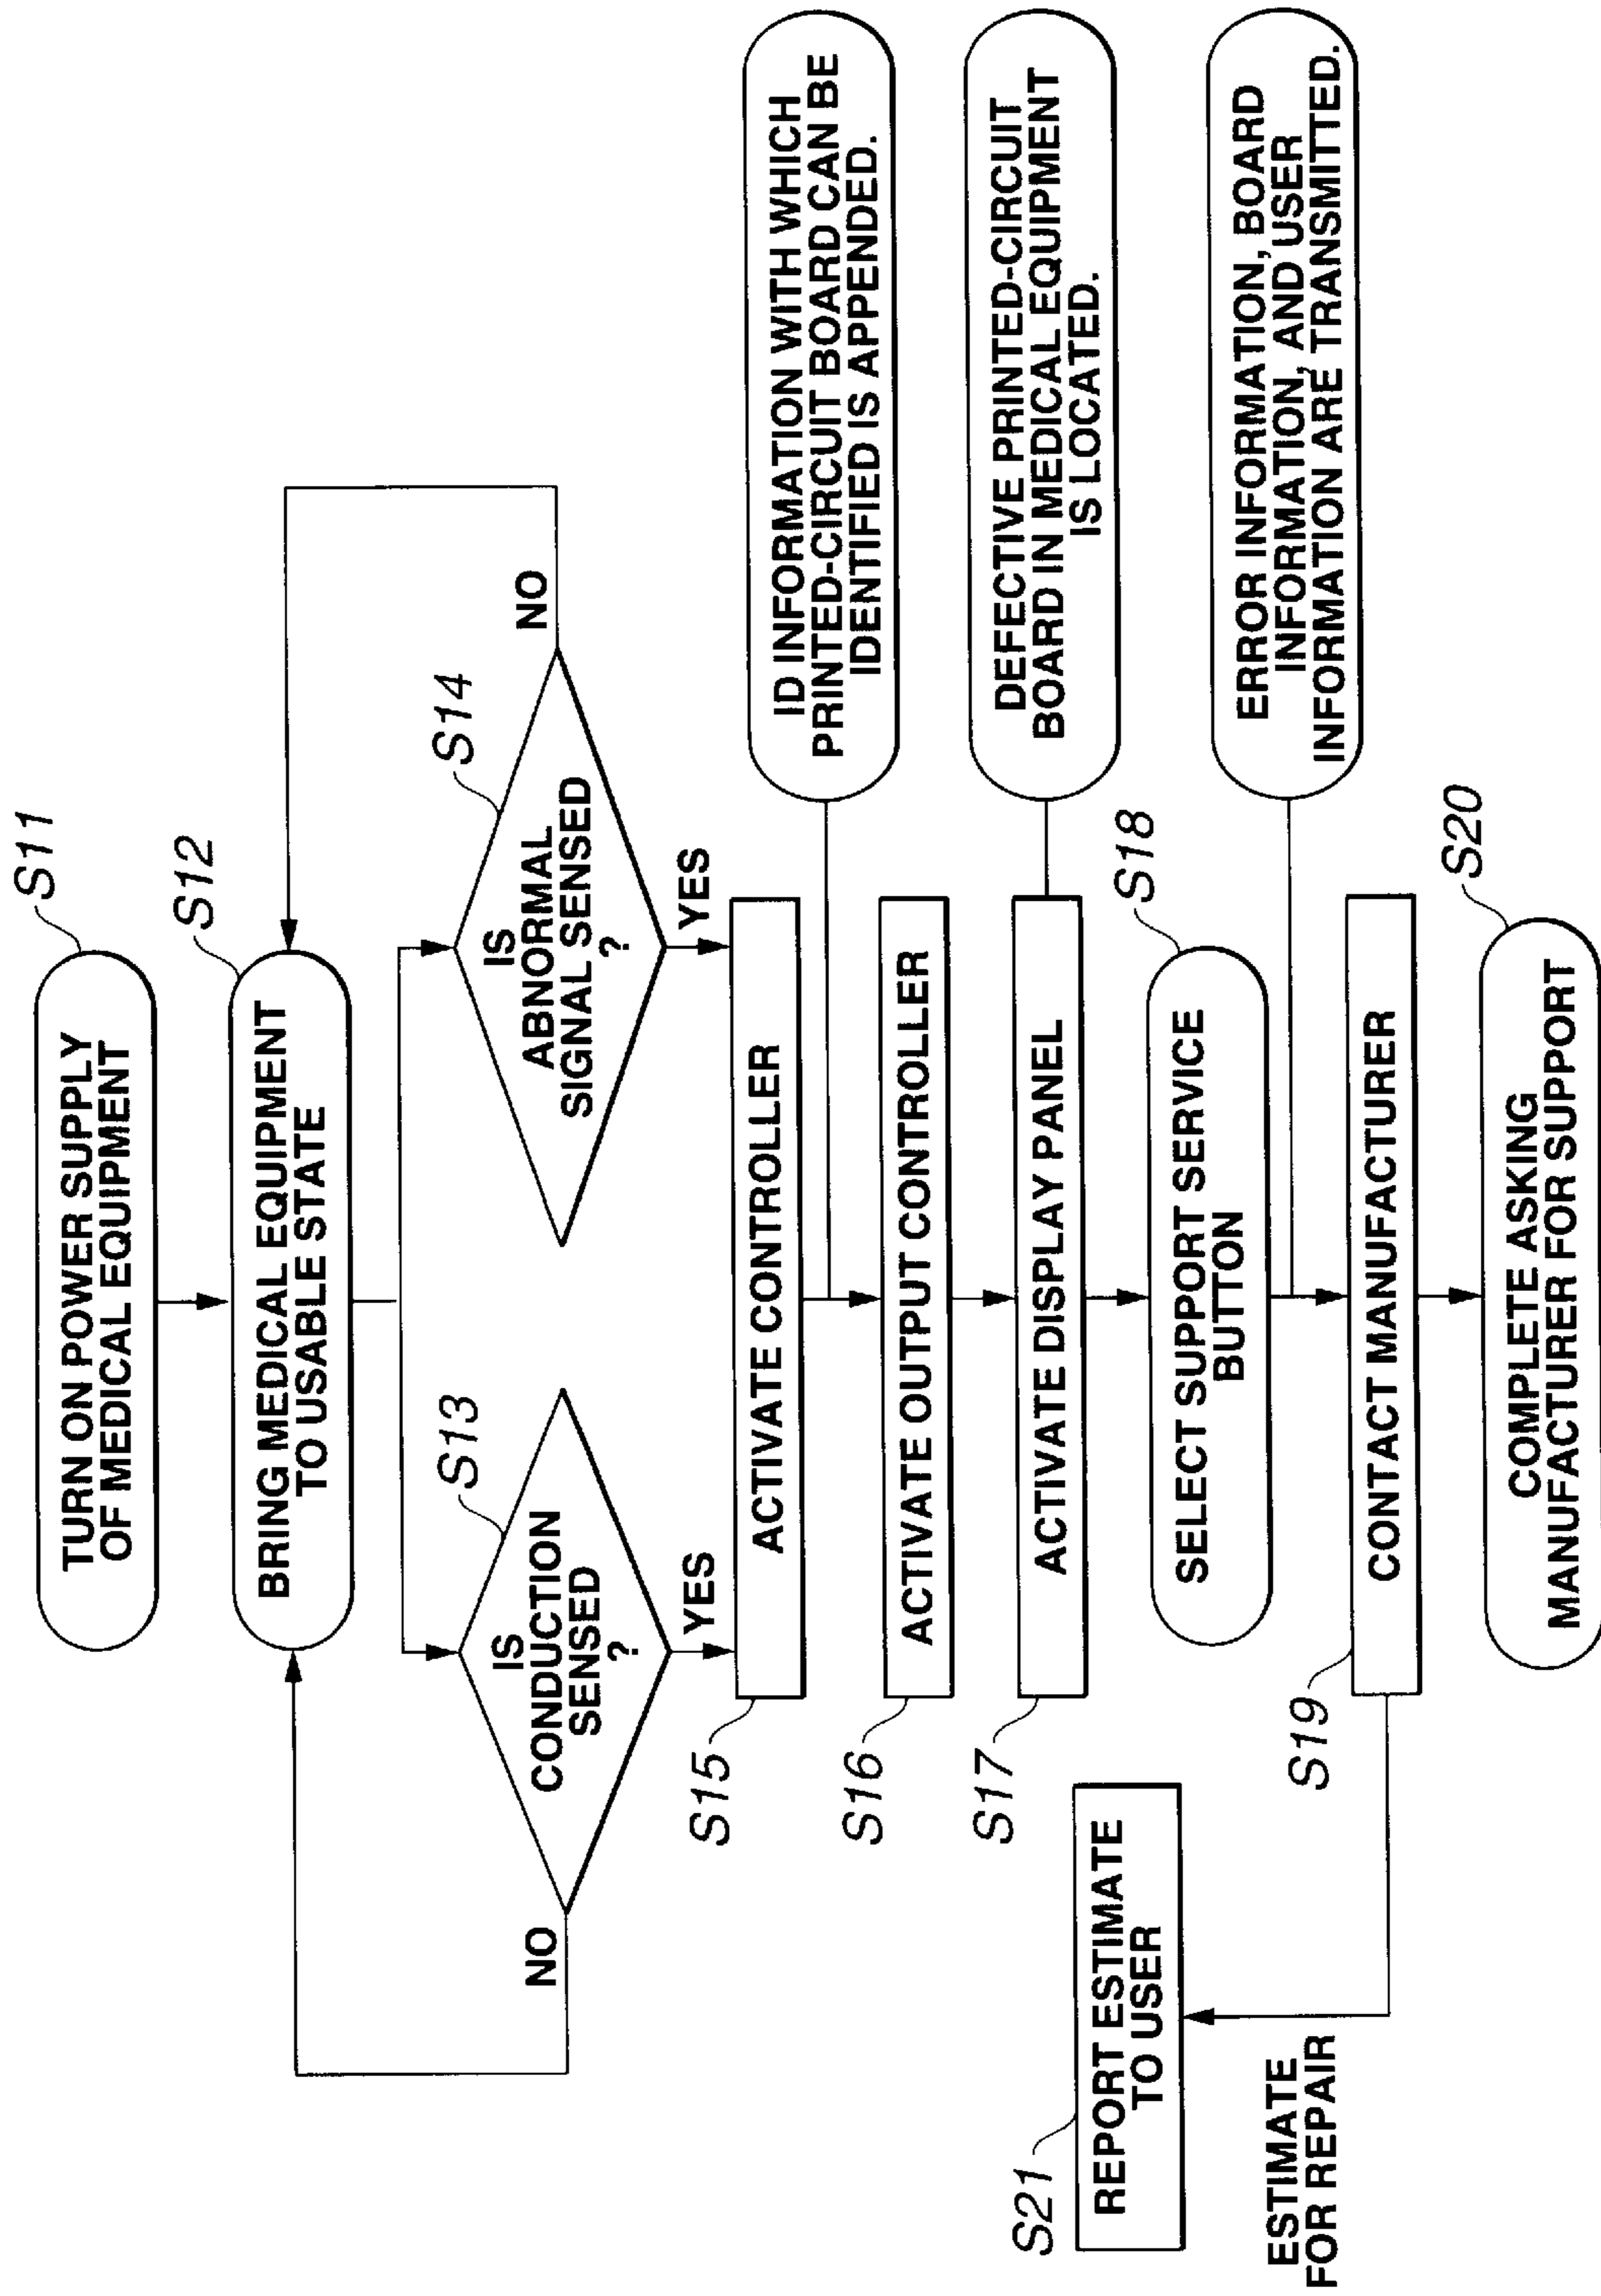 S11
TURN ON POWER SUPPLY
OF MEDICAL EQUIPMENT
S12
BRING MEDICAL EQUIPMENT
TO USABLE STATE
S13
IS
CONDUCTION
SENSED
?
NO
YES
S14
IS
ABNORMAL
SIGNAL SENSED
?
NO
YES
S15
ACTIVATE CONTROLLER
ID INFORMATION WITH WHICH
PRINTED-CIRCUIT BOARD CAN BE
IDENTIFIED IS APPENDED.
S16
ACTIVATE OUTPUT CONTROLLER
S17
ACTIVATE DISPLAY PANEL
DEFECTIVE PRINTED-CIRCUIT
BOARD IN MEDICAL EQUIPMENT
IS LOCATED.
S18
SELECT SUPPORT SERVICE
BUTTON
ERROR INFORMATION, BOARD
INFORMATION, AND USER
INFORMATION ARE TRANSMITTED.
S19
CONTACT MANUFACTURER
S20
COMPLETE ASKING
MANUFACTURER FOR SUPPORT
S21
REPORT ESTIMATE
TO USER
ESTIMATE
FOR REPAIR